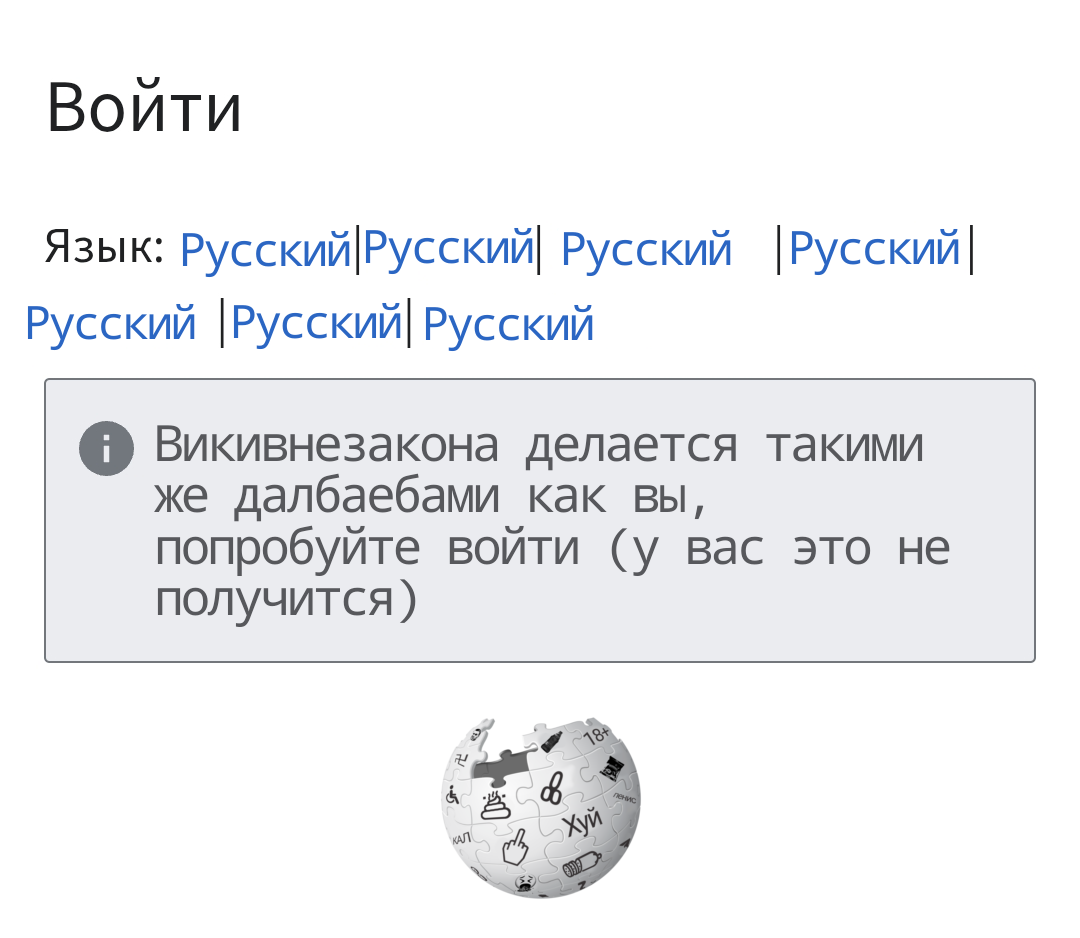 Войти
Язык: Русский|Русский| Русский |Русский|
Русский |Русский| Русский
Викивнезакона делается такими
же далбаебами как вы,
попробуйте войти (у вас это не
получится)
18+
пенис
Хуй
КАЛ
Z